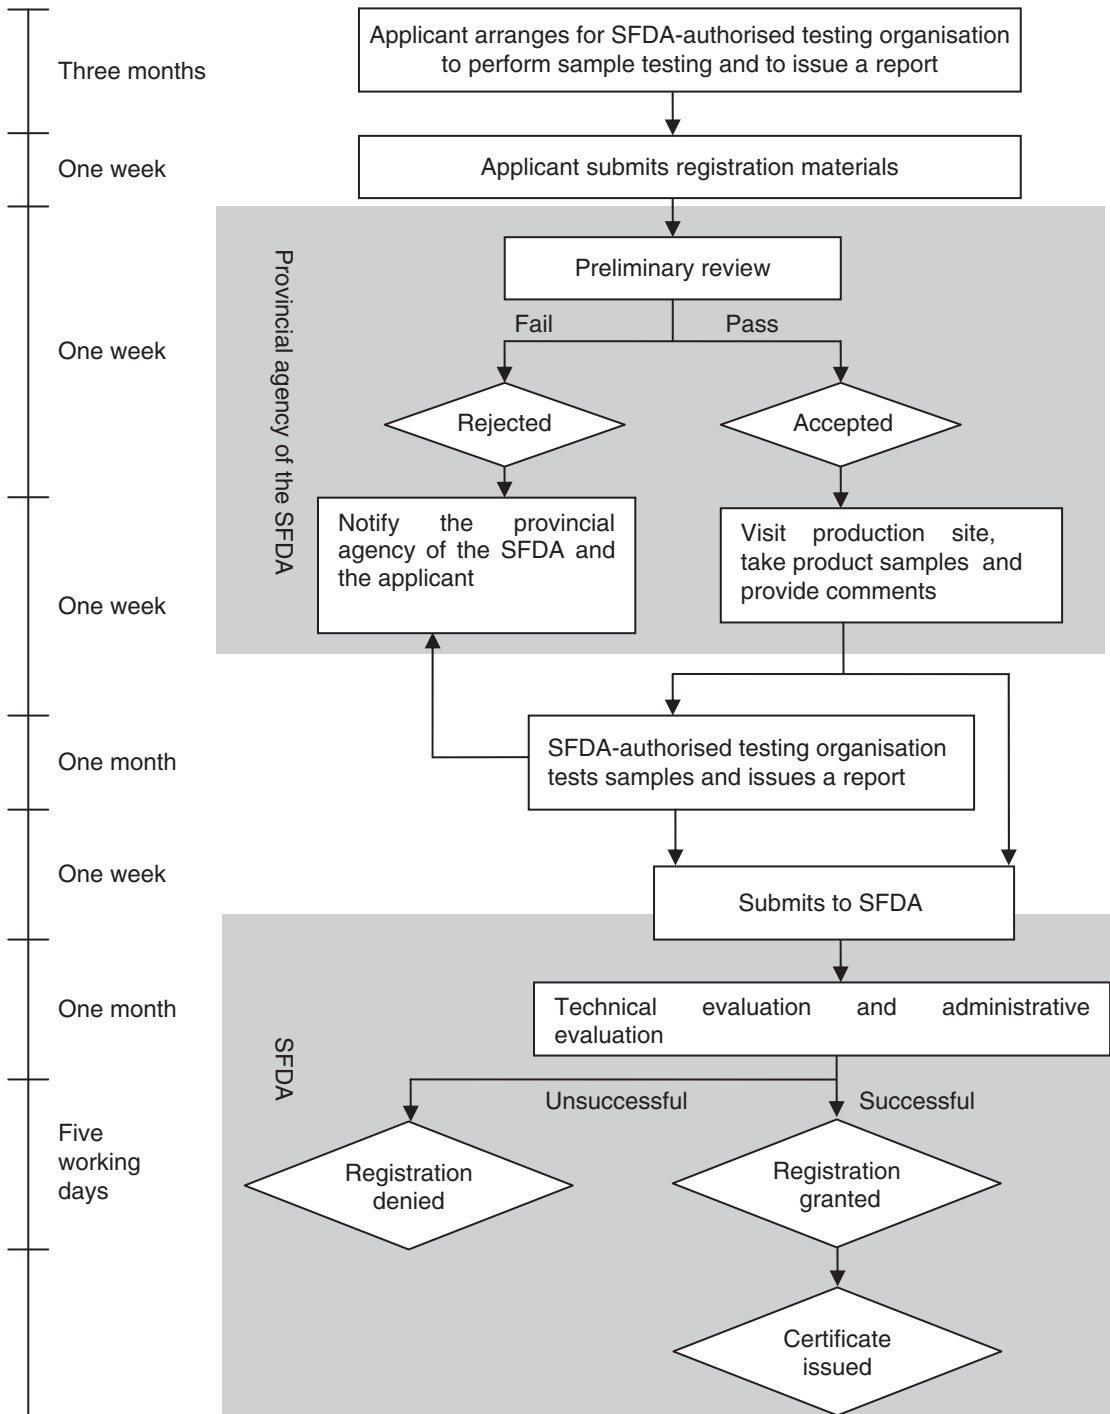 Applicant arranges for SFDA-authorised testing organisation
to perform sample testing and to issue a report
Three months
One week
Applicant submits registration materials
Provincial agency of the SFDA
Preliminary review
Fail
Pass
One week
Rejected
Accepted
Notify the provincial
agency of the SFDA and
the applicant
Visit production site,
take product samples and
provide comments
One week
SFDA-authorised testing organisation
tests samples and issues a report
One month
One week
Submits to SFDA
One month
Technical evaluation and administrative
evaluation
SFDA
Unsuccessful
Successful
Five
working
days
Registration
denied
Registration
granted
Certificate
issued